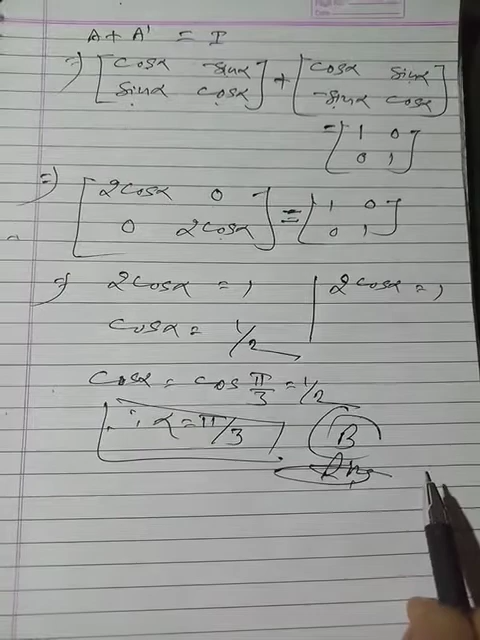 A + A' = I
⇒ [cosα -sinα sinα cosα] + [cosα sinα -sinα cosα]
= [1 0 0 1]
⇒ [2cosα 0 0 2cosα] = [1 0 0 1]
⇒ 2cosα = 1 | 2cosα = 1
cosα = 1/2
cosα = cos π/3 = 1/2
∴ α = π/3 B
Ans